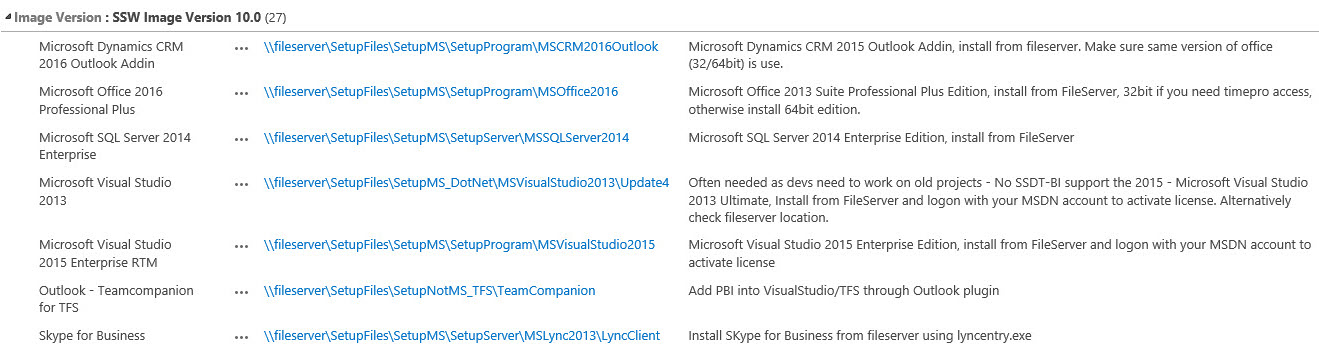 Image Version : SSW Image Version 10.0 (27)
Microsoft Dynamics CRM
2016 Outlook Addin
... \\fileserver\SetupFiles\SetupMS\SetupProgram\MSCRM2016Outlook
Microsoft Dynamics CRM 2015 Outlook Addin, install from fileserver. Make sure same version of office
(32/64bit) is use.
Microsoft Office 2016
Professional Plus
... \\fileserver\SetupFiles\SetupMS\SetupProgram\MSOffice2016
Microsoft Office 2013 Suite Professional Plus Edition, install from FileServer, 32bit if you need timepro access,
otherwise install 64bit edition.
Microsoft SQL Server 2014
Enterprise
... \\fileserver\SetupFiles\SetupMS\SetupServer\MSSQLServer2014
Microsoft SQL Server 2014 Enterprise Edition, install from FileServer
Microsoft Visual Studio
2013
... \\fileserver\SetupFiles\SetupMS_DotNet\MSVisualStudio2013\Update4
Often needed as devs need to work on old projects - No SSDT-BI support the 2015 - Microsoft Visual Studio
2013 Ultimate, Install from FileServer and logon with your MSDN account to activate license. Alternatively
check fileserver location.
Microsoft Visual Studio
2015 Enterprise RTM
... \\fileserver\SetupFiles\SetupMS\SetupProgram\MSVisualStudio2015
Microsoft Visual Studio 2015 Enterprise Edition, install from FileServer and logon with your MSDN account to
activate license
Outlook - Teamcompanion
for TFS
... \\fileserver\SetupFiles\SetupNotMS_TFS\TeamCompanion
Add PBI into VisualStudio/TFS through Outlook plugin
Skype for Business
... \\fileserver\SetupFiles\SetupMS\SetupServer\MSLync2013\LyncClient
Install SKype for Business from fileserver using lyncentry.exe